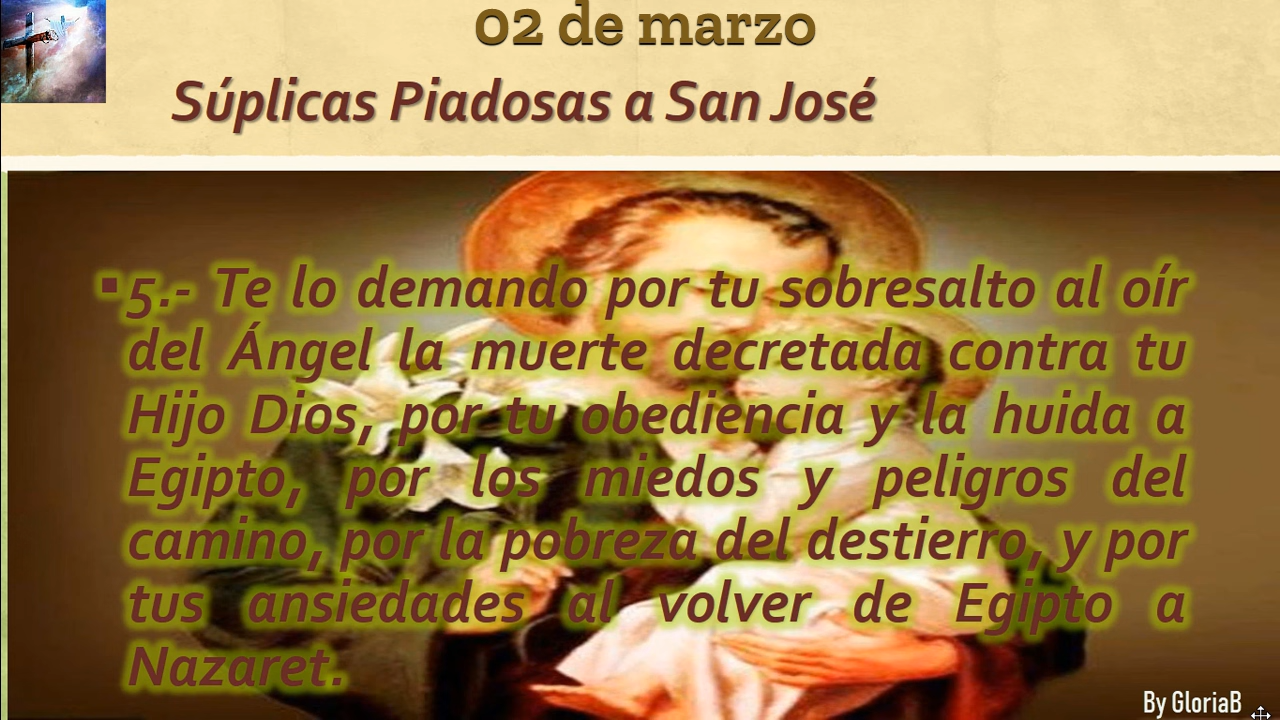 02 de marzo
Súplicas Piadosas a San José
▪5.- Te lo demando por tu sobresalto al oír
del Ángel la muerte decretada contra tu
Hijo Dios, por tu obediencia y la huida a
Egipto, por los miedos y peligros del
camino, por la pobreza del destierro, y por
tus ansiedades al volver de Egipto a
Nazaret.
By GloriaB